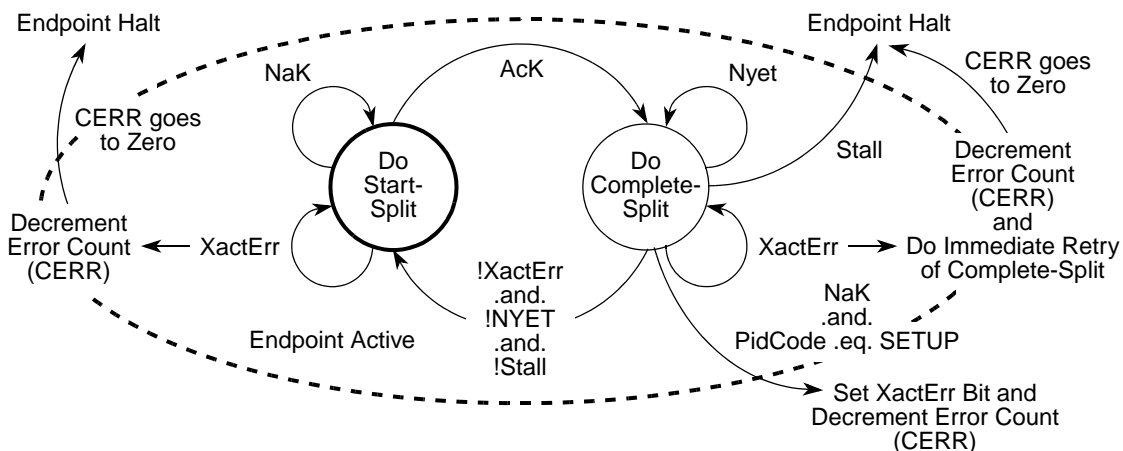 Endpoint Halt
Endpoint Halt
NaK
AcK
Nyet
CERR goes
to Zero
CERR goes
to Zero
Do
Start-
Split
Do
Complete-
Split
Stall
Decrement
Error Count
(CERR)
and
Do Immediate Retry
of Complete-Split
Decrement
Error Count
(CERR)
XactErr
XactErr
!XactErr
.and.
!NYET
.and.
!Stall
NaK
.and.
PidCode .eq. SETUP
Endpoint Active
Set XactErr Bit and
Decrement Error Count
(CERR)